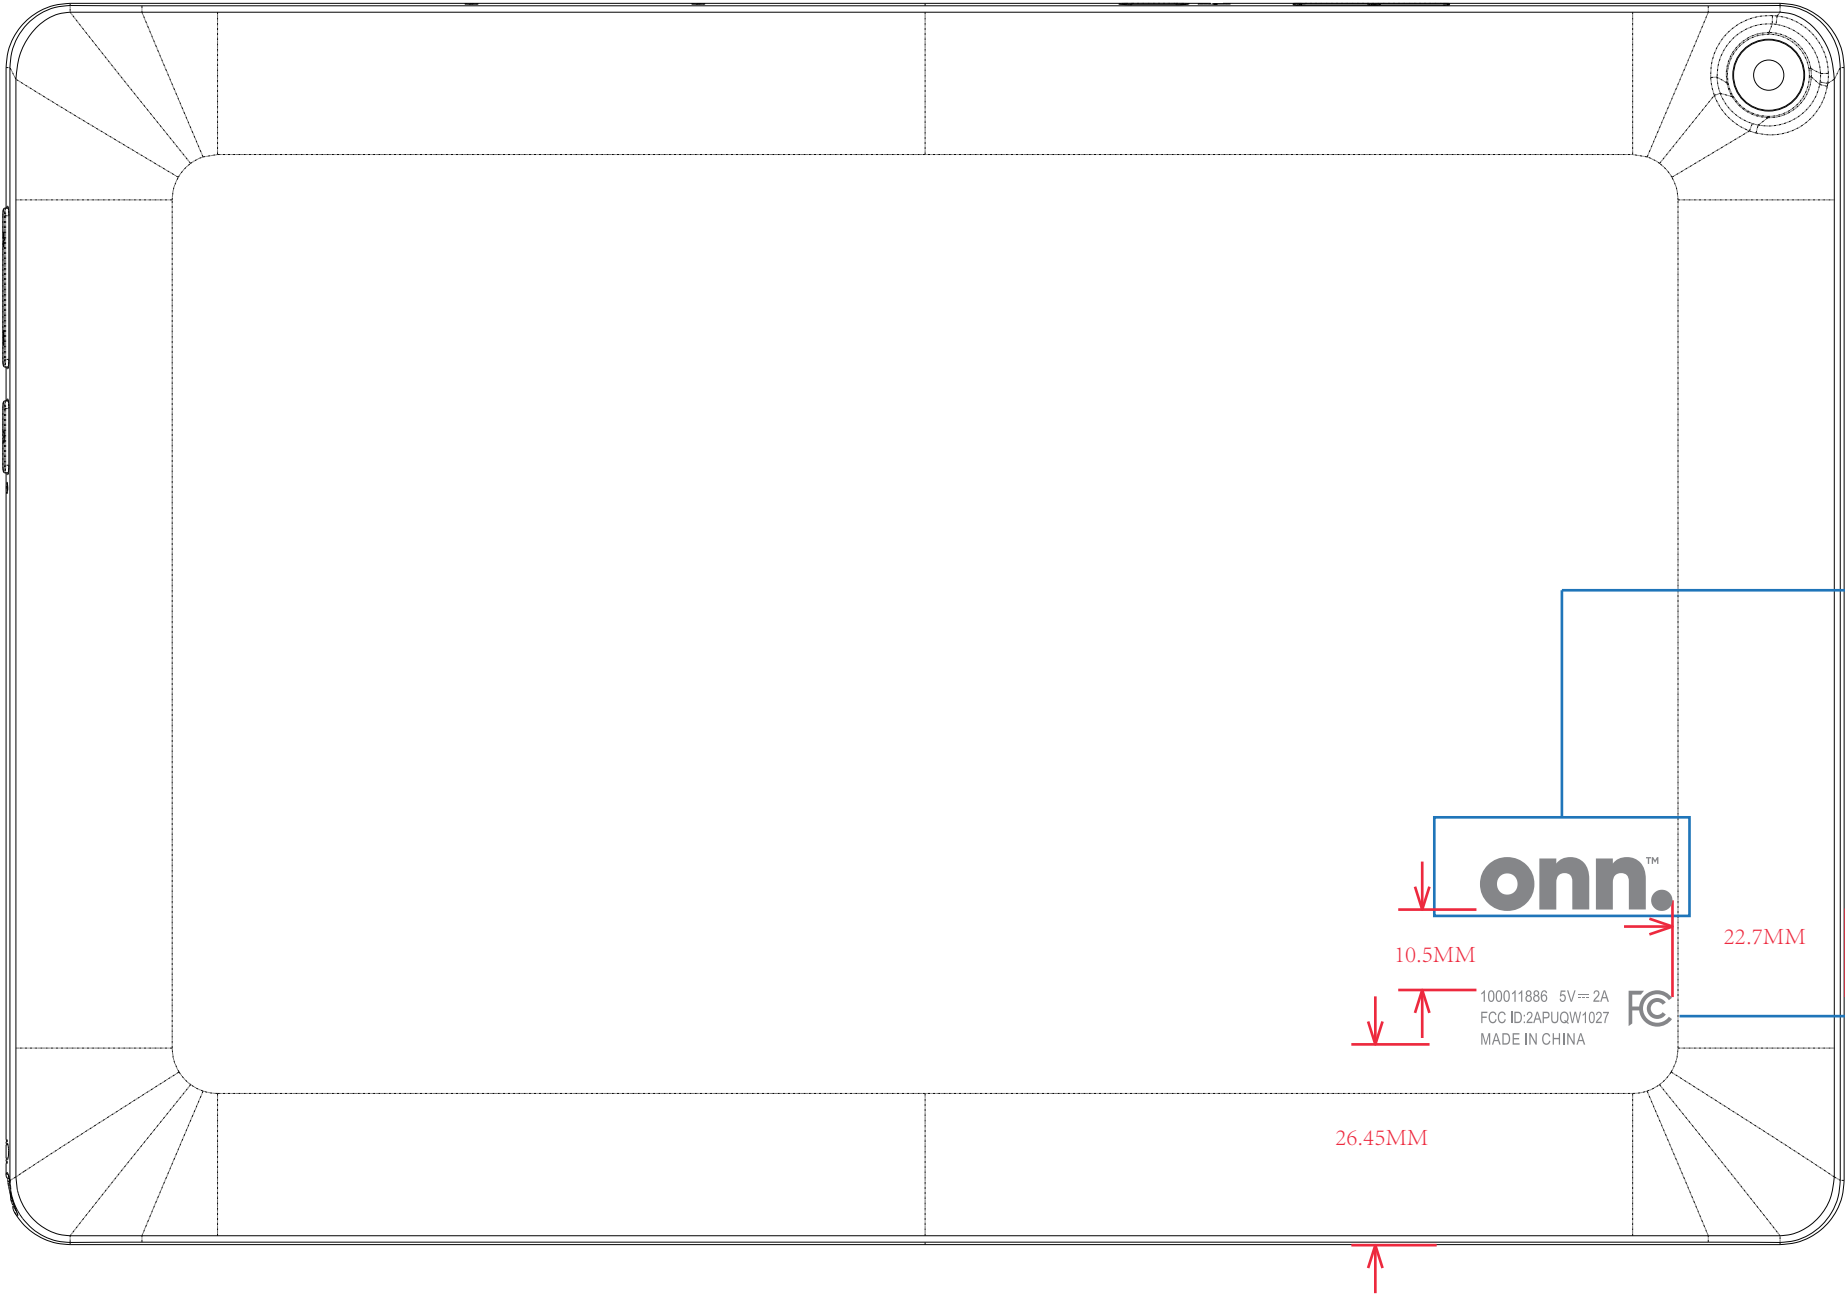 onn.™
22.7MM
10.5MM
100011886 5V⎓2A
FCC ID:2APUQW1027
FC
MADE IN CHINA
26.45MM